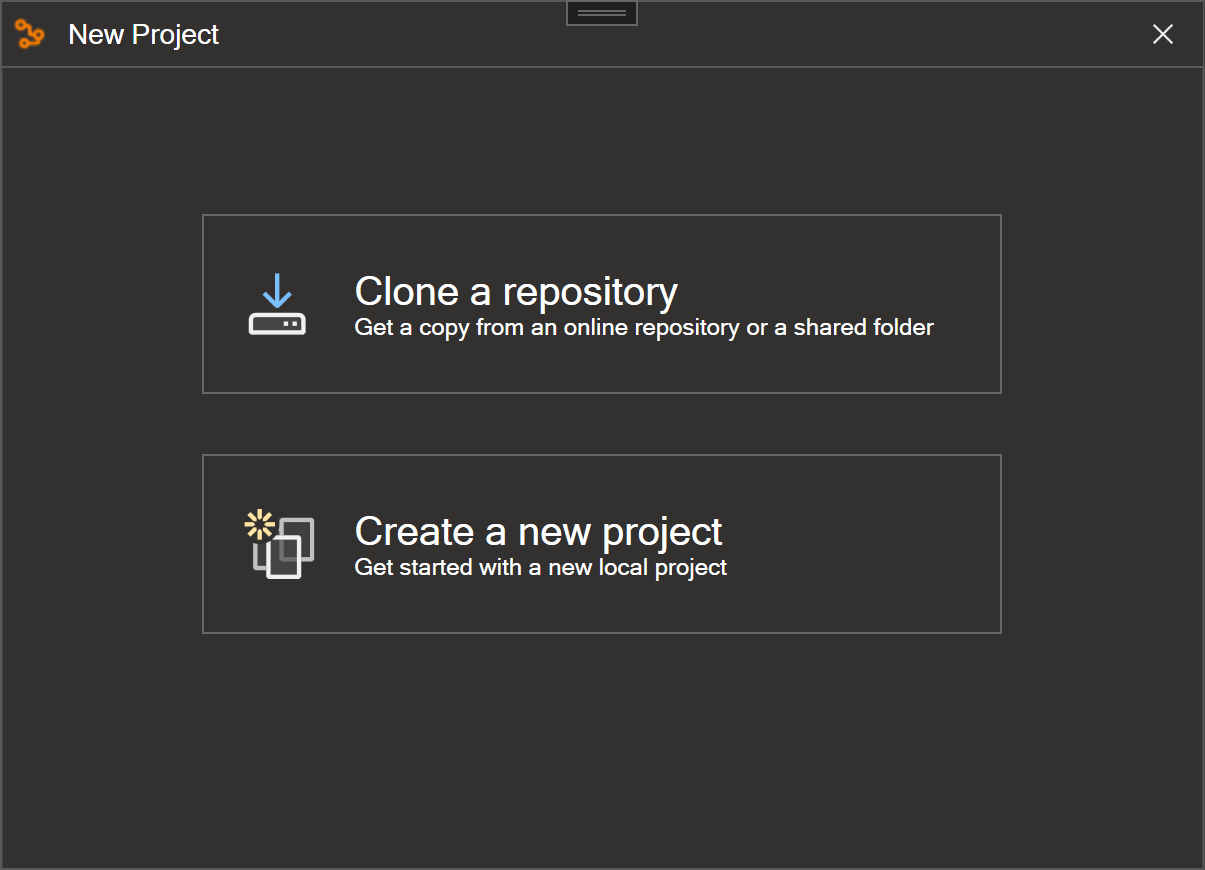 New Project
Clone a repository
Get a copy from an online repository or a shared folder
Create a new project
Get started with a new local project